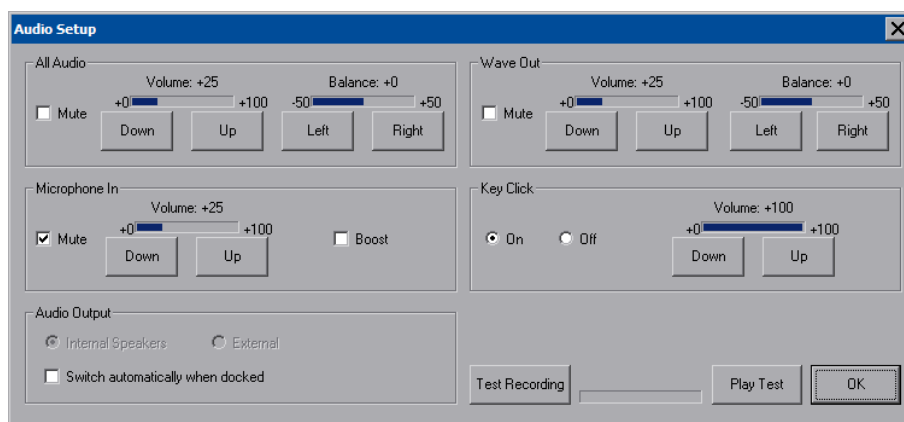 Audio Setup
All Audio
Volume: +25 Balance: +0
+0 +100 -50 +50
Mute
Down Up Left Right
Wave Out
Volume: +25 Balance: +0
+0 +100 -50 +50
Mute
Down Up Left Right
Microphone In
Volume: +25
+0 +100
Mute Boost
Down Up
Key Click
Volume: +100
+0 +100
On Off
Down Up
Audio Output
Internal Speakers External
Switch automatically when docked
Test Recording Play Test OK